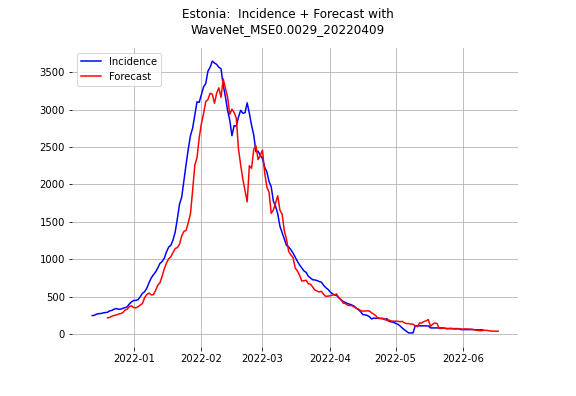 Estonia:  Incidence + Forecast with
WaveNet_MSE0.0029_20220409
Incidence
Forecast
3500
3000
2500
2000
1500
1000
500
0
2022-01 2022-02 2022-03 2022-04 2022-05 2022-06